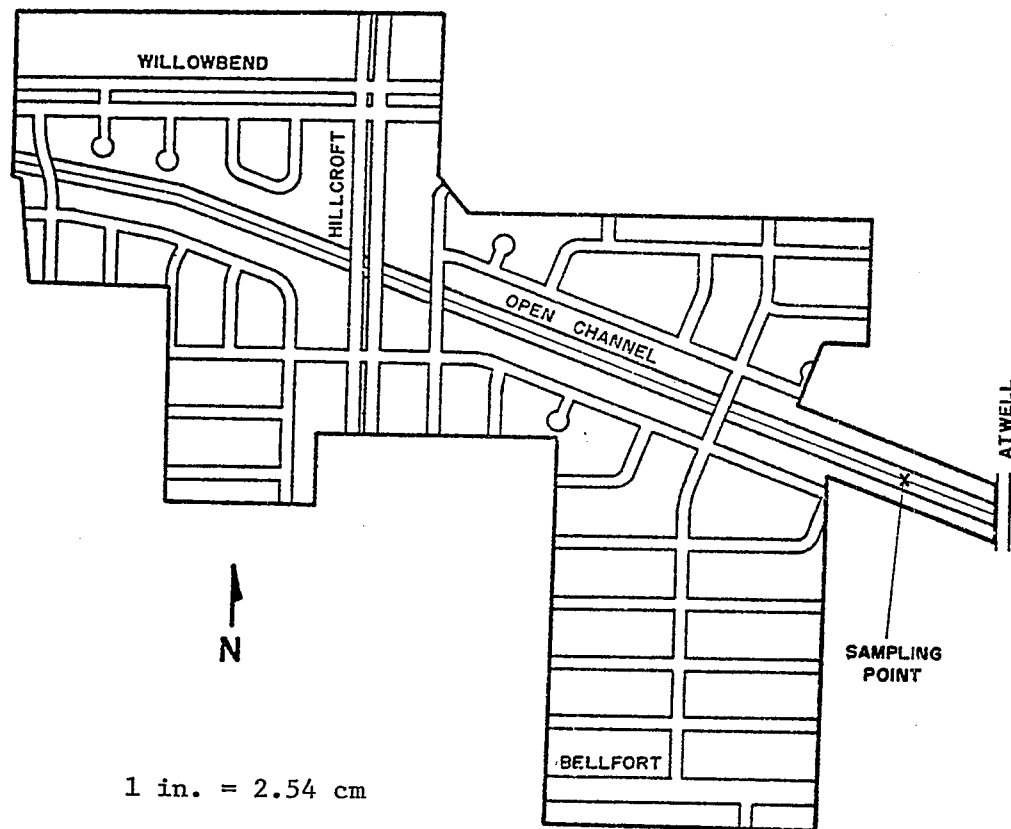 WILLOWBEND
HILLCROFT
OPEN CHANNEL
ATWELL
X
N
SAMPLING
POINT
BELLFORT
1 in. = 2.54 cm